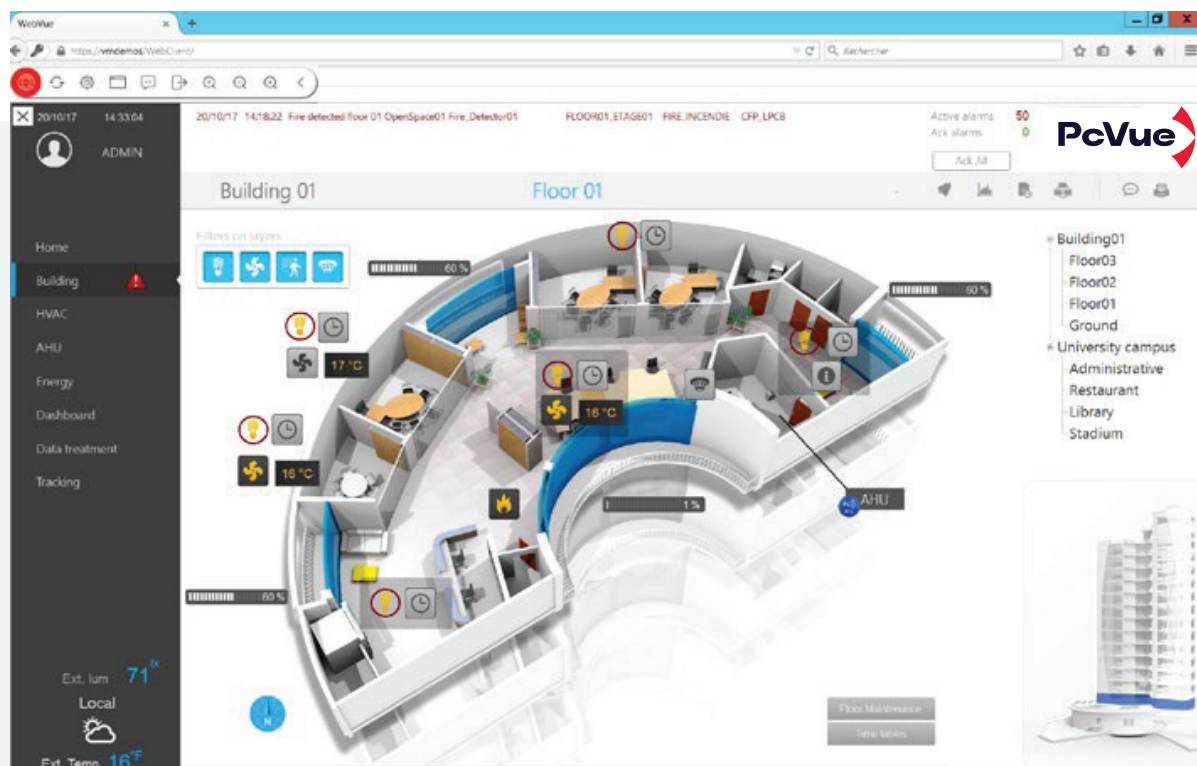 WebVue
https://vmdemos/WebClient/
Rechercher
20/10/17 14:33:04
ADMIN
20/10/17 14:18:22 Fire detected floor 01 OpenSpace01 Fire_Detector01 FLOOR01_ETAGE01 FIRE_INCENDIE CFP_LPCB
Active alarms 50
Ack alarms 0
Ack All
PcVue
Building 01
Floor 01
Home
Building
HVAC
AHU
Energy
Dashboard
Data treatment
Tracking
Filters on layers
60 %
60 %
17 °C
16 °C
16 °C
1 %
60 %
AHU
N
Building01
Floor03
Floor02
Floor01
Ground
University campus
Administrative
Restaurant
Library
Stadium
Floor Maintenance
Time tables
Ext. lum 71 lx
Local
Ext. Temp 16 °F